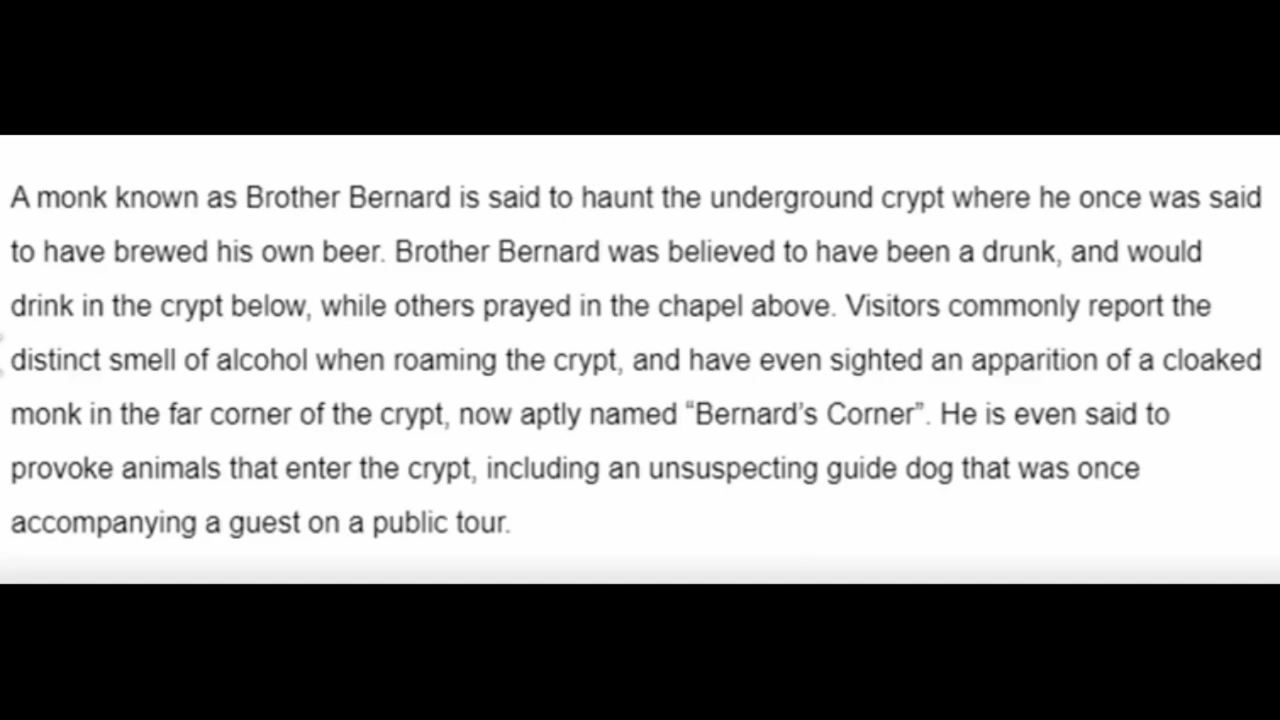 A monk known as Brother Bernard is said to haunt the underground crypt where he once was said
to have brewed his own beer. Brother Bernard was believed to have been a drunk, and would
drink in the crypt below, while others prayed in the chapel above. Visitors commonly report the
distinct smell of alcohol when roaming the crypt, and have even sighted an apparition of a cloaked
monk in the far corner of the crypt, now aptly named “Bernard’s Corner”. He is even said to
provoke animals that enter the crypt, including an unsuspecting guide dog that was once
accompanying a guest on a public tour.